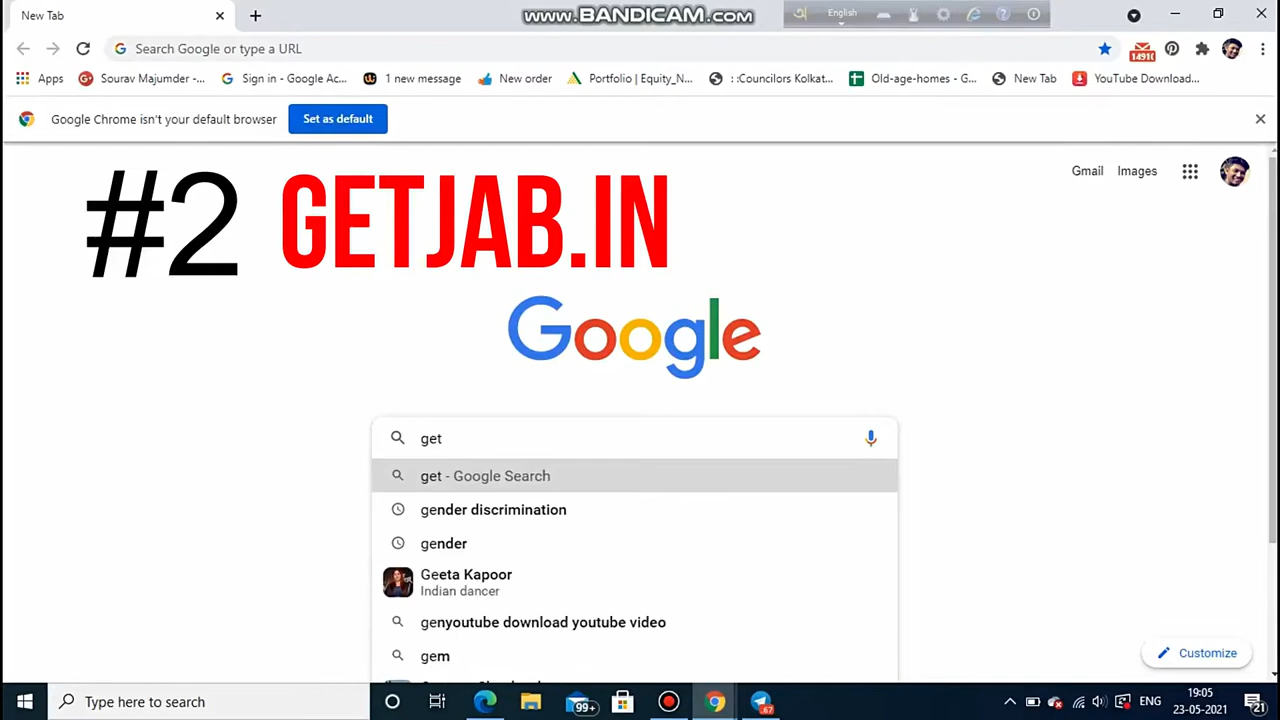 New Tab
www.BANDICAM.com
English
Search Google or type a URL
14910
Apps
Sourav Majumder -...
Sign in - Google Ac...
1 new message
New order
Portfolio | Equity_N...
: :Councilors Kolkat...
Old-age-homes - G...
New Tab
YouTube Download...
Google Chrome isn't your default browser
Set as default
Gmail
Images
#2 GETJAB.IN
Google
get
get - Google Search
gender discrimination
gender
Geeta Kapoor
Indian dancer
genyoutube download youtube video
gem
Customize
Type here to search
99+
67
ENG
19:05
23-05-2021
21